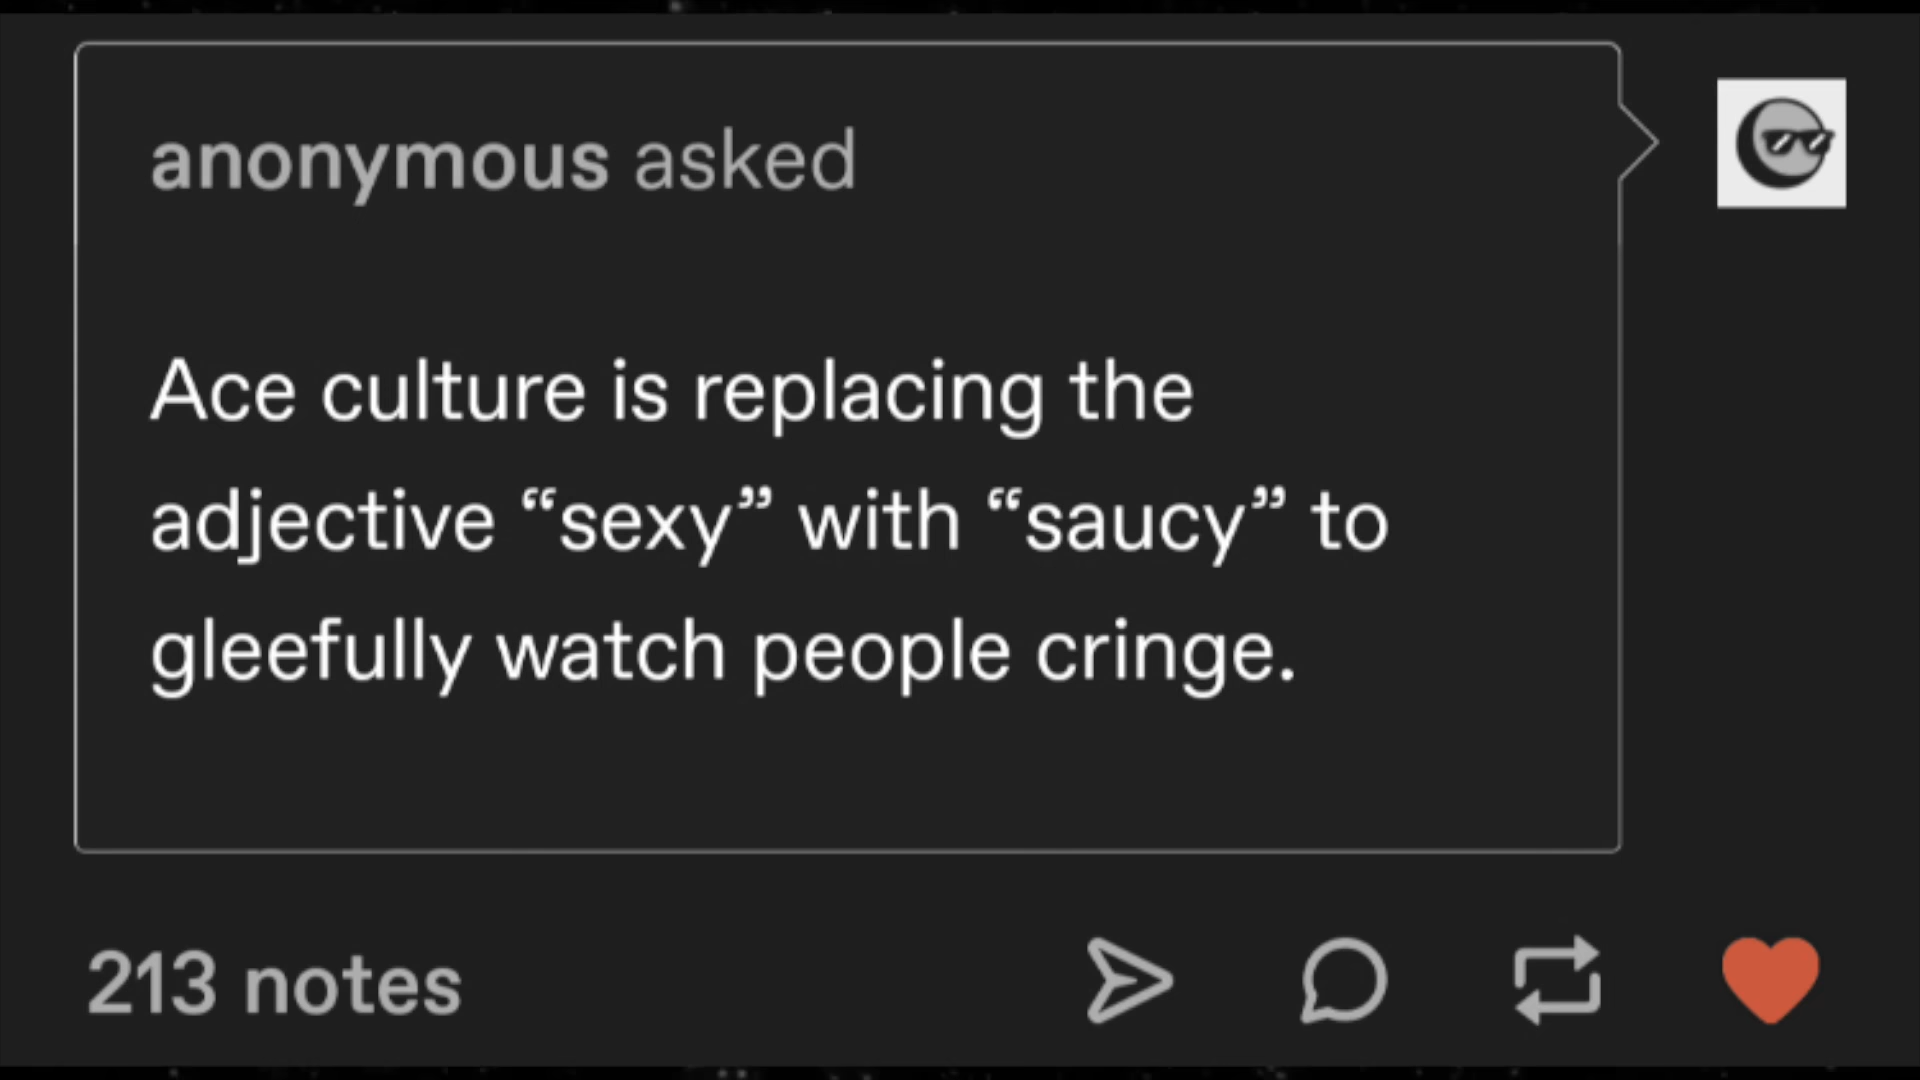 anonymous asked
Ace culture is replacing the
adjective “sexy” with “saucy” to
gleefully watch people cringe.
213 notes